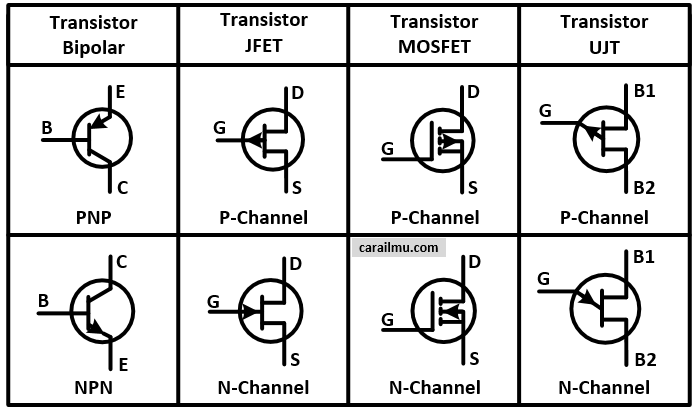 Transistor
Bipolar
Transistor
JFET
Transistor
MOSFET
Transistor
UJT
E
B
C
PNP
D
G
S
P-Channel
D
G
S
P-Channel
B1
G
B2
P-Channel
carailmu.com
C
B
E
NPN
D
G
S
N-Channel
D
G
S
N-Channel
B1
G
B2
N-Channel